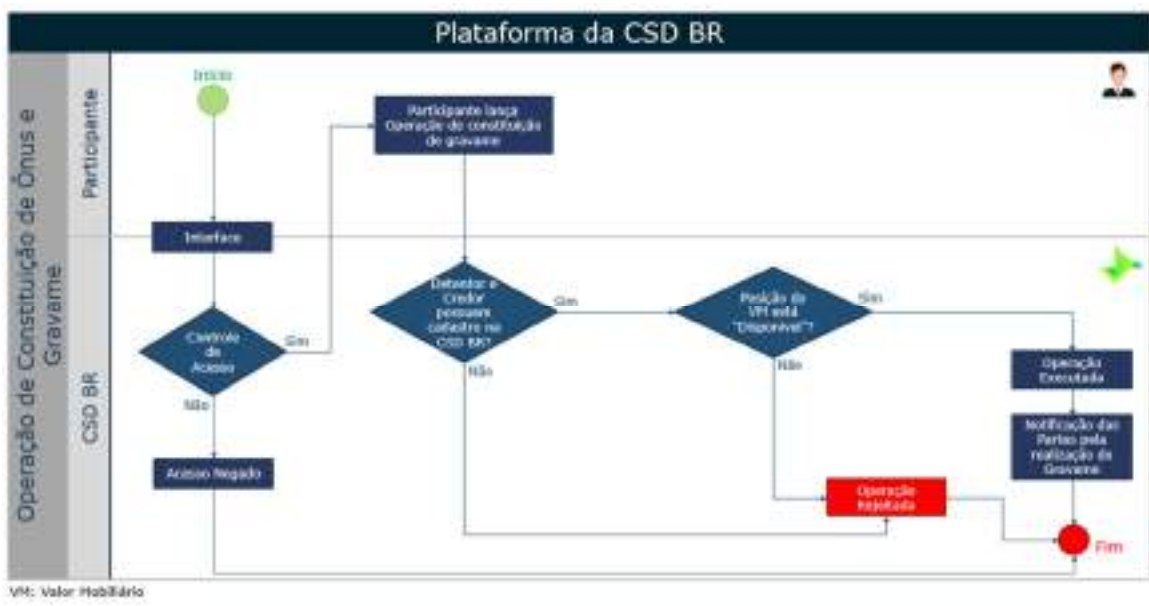 Plataforma da CSD BR
Operação de Constituição de Ônus e
Gravame
Participante
CSD BR
Início
Participante lança
Operação de constituição
de gravame
Interface
Controle
de
Acesso
Sim
Não
Acesso Negado
Detentor e
Credor
possuem
cadastro na
CSD BR?
Sim
Não
Posição do
VM está
"Disponível"?
Sim
Não
Operação
Executada
Notificação das
Partes pela
realização do
Gravame
Operação
Rejeitada
Fim
VM: Valor Mobiliário